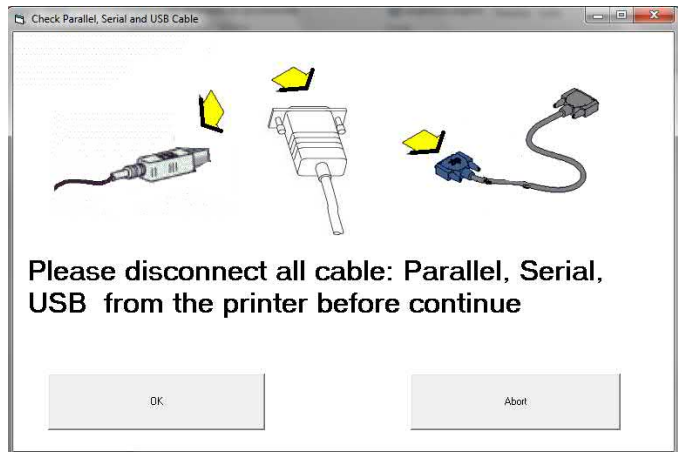 Check Parallel, Serial and USB Cable
Please disconnect all cable: Parallel, Serial,
USB from the printer before continue
OK
Abort